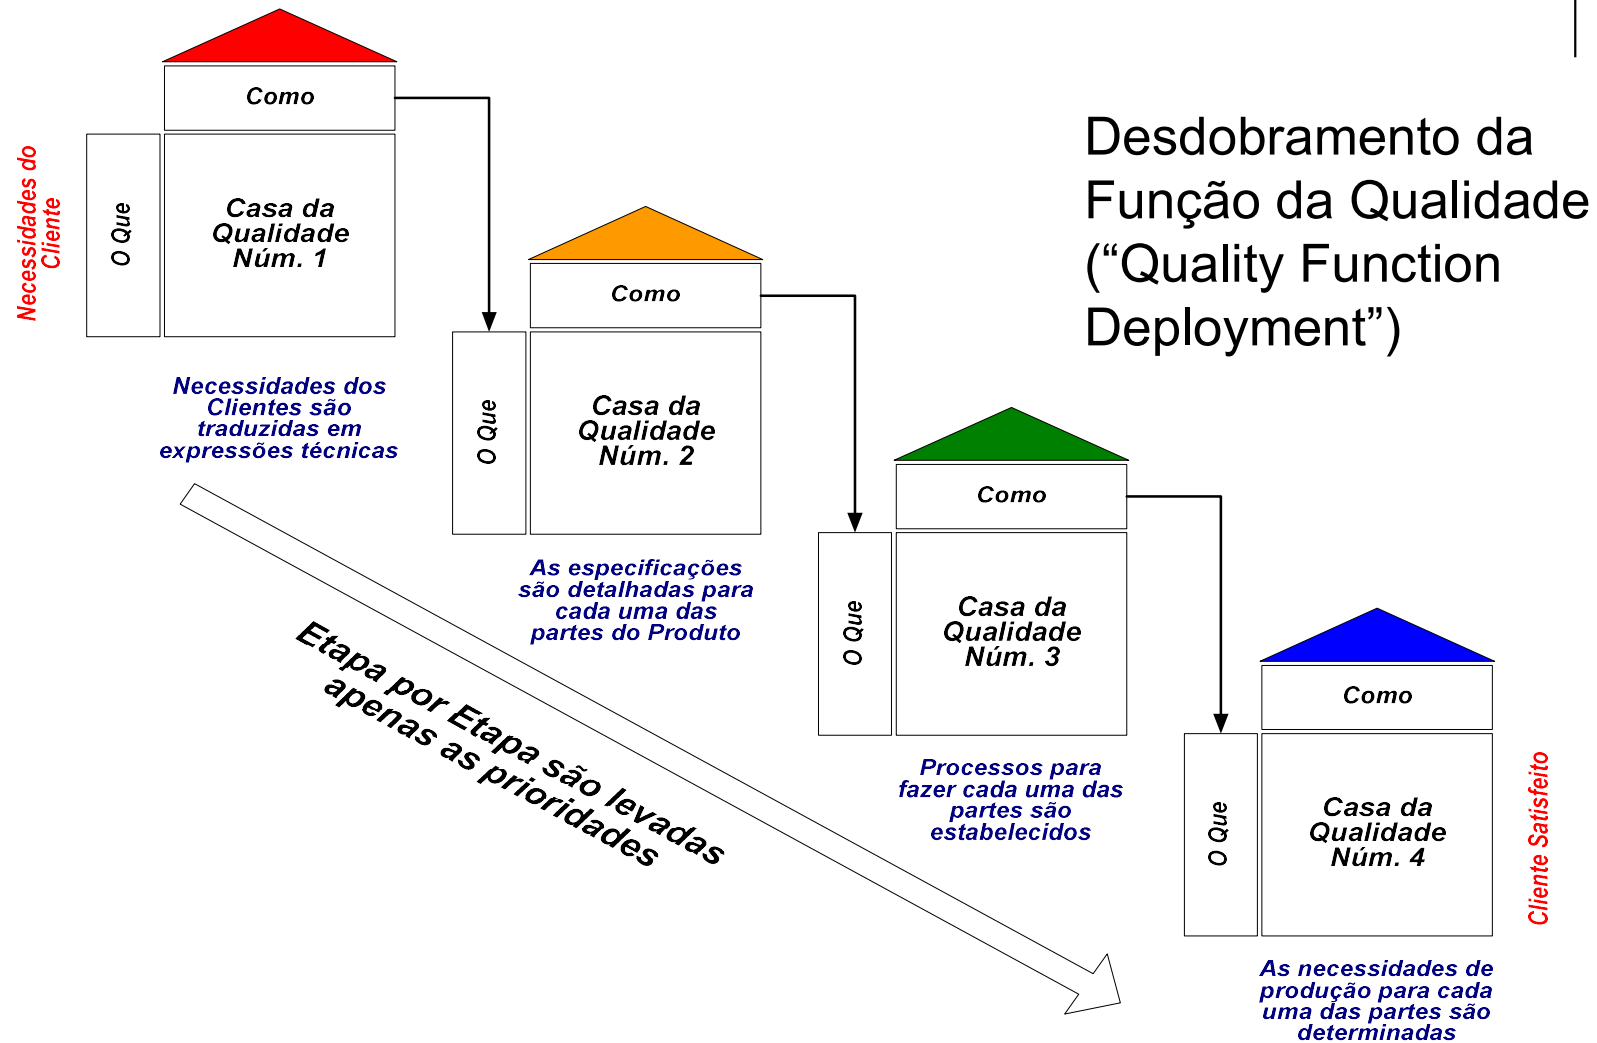 Desdobramento da
Função da Qualidade
(“Quality Function
Deployment”)
Necessidades do
Cliente
O Que
Como
Casa da
Qualidade
Núm. 1
Necessidades dos
Clientes são
traduzidas em
expressões técnicas
O Que
Como
Casa da
Qualidade
Núm. 2
As especificações
são detalhadas para
cada uma das
partes do Produto
O Que
Como
Casa da
Qualidade
Núm. 3
Processos para
fazer cada uma das
partes são
estabelecidos
O Que
Como
Casa da
Qualidade
Núm. 4
As necessidades de
produção para cada
uma das partes são
determinadas
Cliente Satisfeito
Etapa por Etapa são levadas
apenas as prioridades